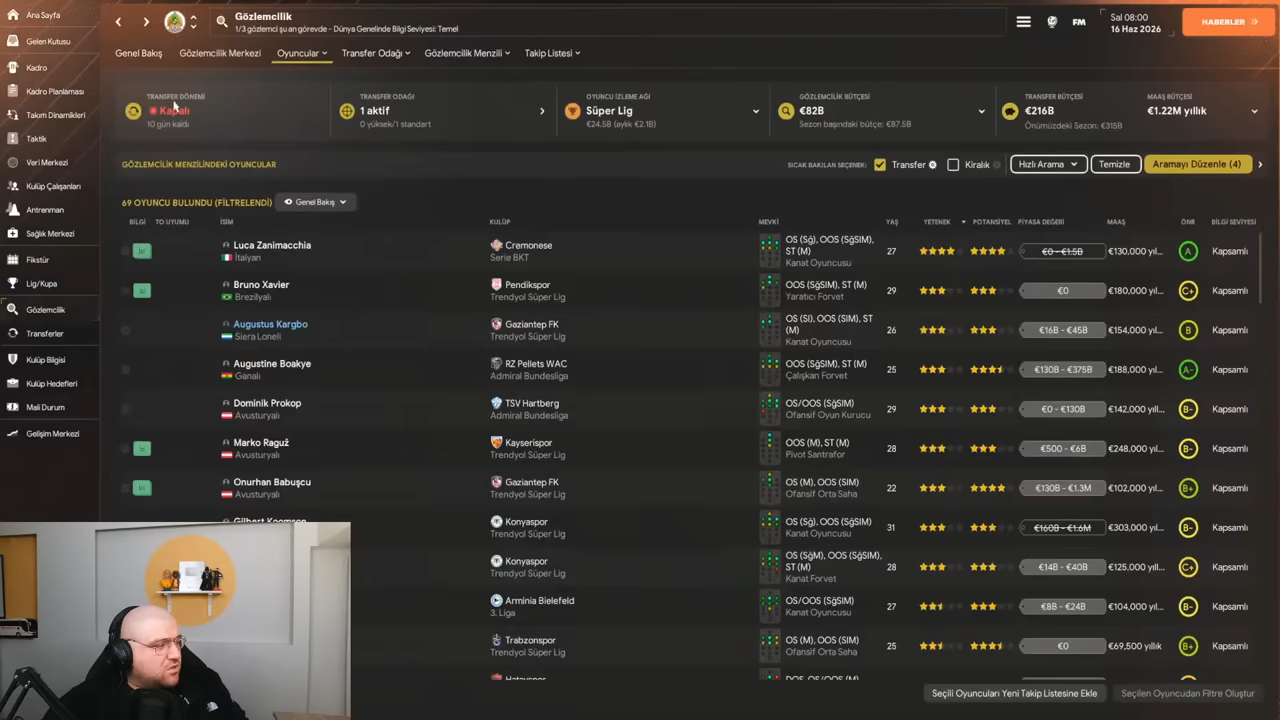 Ana Sayfa
Gelen Kutusu
Kadro
Kadro Planlaması
Takım Dinamikleri
Taktik
Veri Merkezi
Kulüp Çalışanları
Antrenman
Sağlık Merkezi
Fikstür
Lig/Kupa
Gözlemcilik
Transferler
Kulüp Bilgisi
Kulüp Hedefleri
Mali Durum
Gelişim Merkezi
Gözlemcilik
1/3 gözlemci şu an görevde - Dünya Genelinde Bilgi Seviyesi: Temel
FM
Sal 08:00
16 Haz 2026
HABERLER
Genel Bakış
Gözlemcilik Merkezi
Oyuncular
Transfer Odağı
Gözlemcilik Menzili
Takip Listesi
TRANSFER DÖNEMİ
Kapalı
10 gün kaldı
TRANSFER ODAĞI
1 aktif
0 yüksek/1 standart
OYUNCU İZLEME AĞI
Süper Lig
€24.5B (aylık €2.1B)
GÖZLEMCİLİK BÜTÇESİ
€82B
Sezon başındaki bütçe: €87.5B
TRANSFER BÜTÇESİ
€216B
Önümüzdeki Sezon: €315B
MAAŞ BÜTÇESİ
€1.22M yıllık
GÖZLEMCİLİK MENZİLİNDEKİ OYUNCULAR
SICAK BAKILAN SEÇENEK:
Transfer
Kiralık
Hızlı Arama
Temizle
Aramayı Düzenle (4)
69 OYUNCU BULUNDU (FİLTRELENDİ)
Genel Bakış
BİLGİ TO UYUMU İSİM KULÜP MEVKİ YAŞ YETENEK POTANSİYEL PİYASA DEĞERİ MAAŞ ÖNB BİLGİ SEVİYESİ
Luca Zanimacchia
İtalyan
Cremonese
Serie BKT
OS (Sğ), OOS (SğSIM),
ST (M)
Kanat Oyuncusu
27
€0 - €1.5B
€130,000 yıl...
A
Kapsamlı
Bruno Xavier
Brezilyalı
Pendikspor
Trendyol Süper Lig
OOS (SğSIM), ST (M)
Yaratıcı Forvet
29
€0
€180,000 yıl...
C+
Kapsamlı
Augustus Kargbo
Siera Loneli
Gaziantep FK
Trendyol Süper Lig
OS (Sl), OOS (SlM), ST
(M)
Kanat Oyuncusu
26
€16B - €45B
€154,000 yıl...
B
Kapsamlı
Augustine Boakye
Ganalı
RZ Pellets WAC
Admiral Bundesliga
OOS (SğSIM), ST (M)
Çalışkan Forvet
25
€130B - €375B
€188,000 yıl...
A-
Kapsamlı
Dominik Prokop
Avusturyalı
TSV Hartberg
Admiral Bundesliga
OS/OOS (SğSIM)
Ofansif Oyun Kurucu
29
€0 - €130B
€142,000 yıl...
B-
Kapsamlı
Marko Raguž
Avusturyalı
Kayserispor
Trendyol Süper Lig
OOS (M), ST (M)
Pivot Santrafor
28
€500 - €6B
€248,000 yıl...
B-
Kapsamlı
Onurhan Babuşcu
Avusturyalı
Gaziantep FK
Trendyol Süper Lig
OS (M), OOS (SIM)
Ofansif Orta Saha
22
€130B - €1.3M
€102,000 yıl...
B+
Kapsamlı
Gilbert Koomson
Konyaspor
Trendyol Süper Lig
OS (Sğ), OOS (SğSIM)
Kanat Oyuncusu
31
€160B - €1.6M
€303,000 yıl...
B-
Kapsamlı
Konyaspor
Trendyol Süper Lig
OS (SğM), OOS (SğSIM),
ST (M)
Kanat Forvet
28
€14B - €40B
€125,000 yıl...
C+
Kapsamlı
Arminia Bielefeld
3. Liga
OS/OOS (SğSIM)
Kanat Oyuncusu
27
€8B - €24B
€104,000 yıl...
B-
Kapsamlı
Trabzonspor
Trendyol Süper Lig
OS (M), OOS (SIM)
Ofansif Orta Saha
25
€0
€69,500 yıllık
B+
Kapsamlı
Hatayspor
Seçili Oyuncuları Yeni Takip Listesine Ekle
Seçilen Oyuncudan Filtre Oluştur